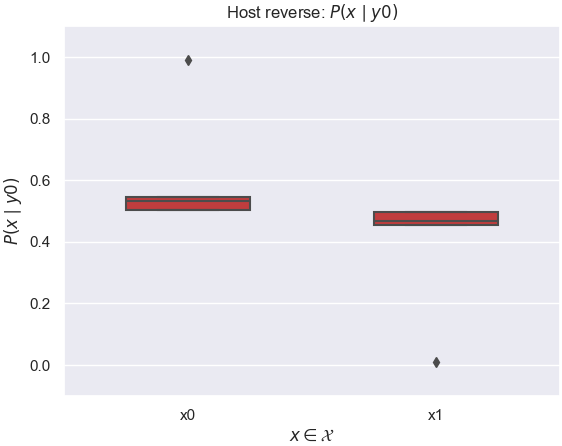 Host reverse: P(x | y0)
P(x | y0)
1.0
0.8
0.6
0.4
0.2
0.0
x0 x1
x ∈ 𝒳